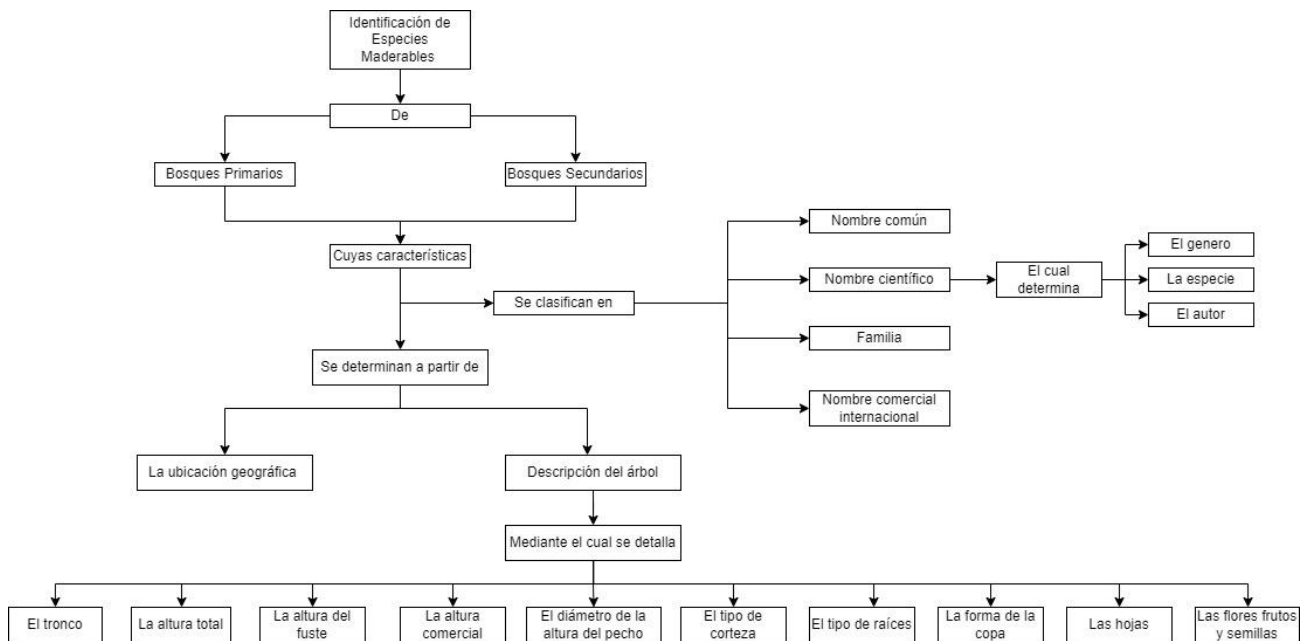 Identificación de
Especies
Maderables
De
Bosques Primarios
Bosques Secundarios
Cuyas características
Se clasifican en
Nombre común
Nombre científico
El cual
determina
El genero
La especie
El autor
Familia
Nombre comercial
internacional
Se determinan a partir de
La ubicación geográfica
Descripción del árbol
Mediante el cual se detalla
El tronco
La altura total
La altura del
fuste
La altura
comercial
El diámetro de la
altura del pecho
El tipo de
corteza
El tipo de raíces
La forma de la
copa
Las hojas
Las flores frutos
y semillas